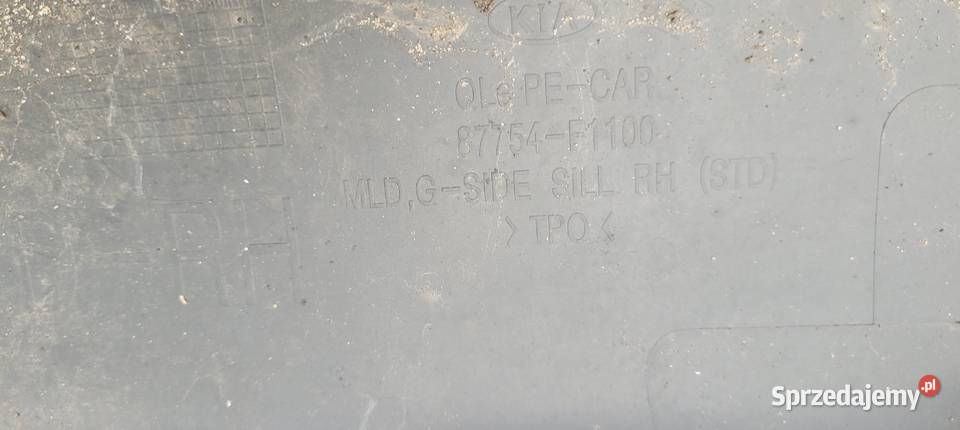 KIA
QLe PE-CAR
87754-F1100
MLD,G-SIDE SILL RH (STD)
>TPO<
RH
Sprzedajemy.pl